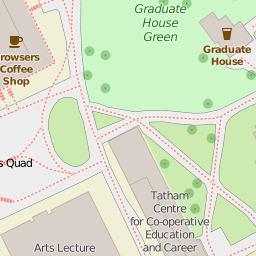 Graduate
House
Green
Graduate
House
rowsers
Coffee
Shop
s Quad
Tatham
Centre
for Co-operative
Education
and Career
Arts Lecture